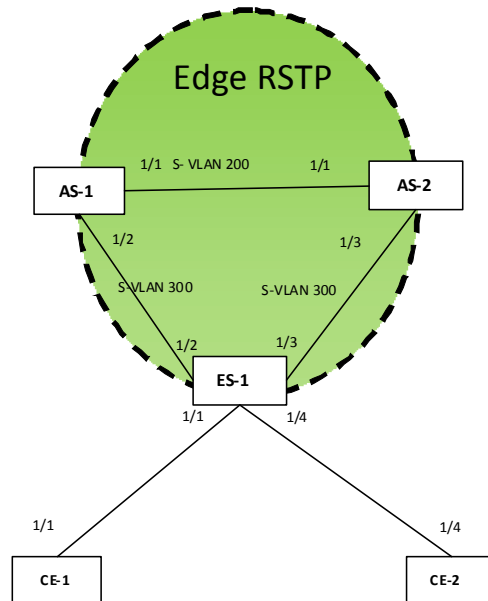 Edge RSTP
1/1 S- VLAN 200 1/1
AS-1
AS-2
1/2
1/3
S-VLAN 300
S-VLAN 300
1/2
1/3
ES-1
1/1
1/4
1/1
1/4
CE-1
CE-2